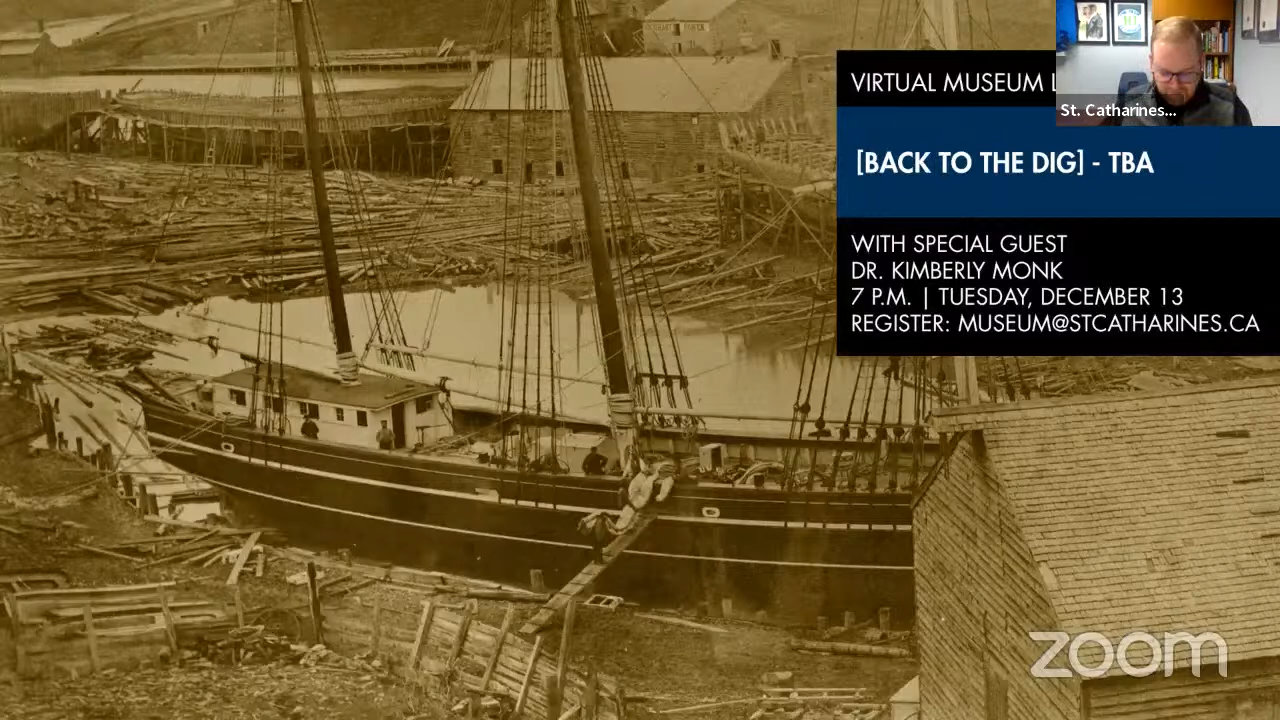 VIRTUAL MUSEUM L
St. Catharines...
[BACK TO THE DIG] - TBA
WITH SPECIAL GUEST
DR. KIMBERLY MONK
7 P.M. | TUESDAY, DECEMBER 13
REGISTER: MUSEUM@STCATHARINES.CA
zoom